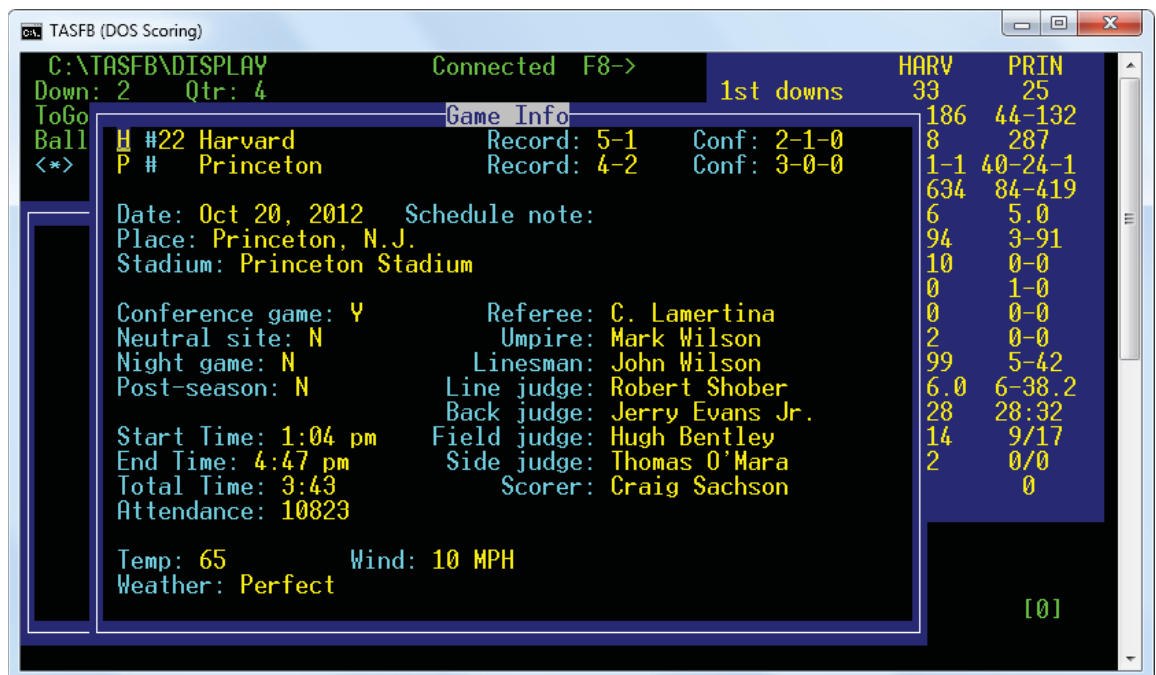 TASFB (DOS Scoring)
C:\TASFB\DISPLAY Connected F8-> HARV PRIN
Down: 2 Qtr: 4 1st downs 33 25
ToGo Game Info 186 44-132
Ball H #22 Harvard Record: 5-1 Conf: 2-1-0 8 287
<*> P # Princeton Record: 4-2 Conf: 3-0-0 1-1 40-24-1
634 84-419
Date: Oct 20, 2012 Schedule note: 6 5.0
Place: Princeton, N.J. 94 3-91
Stadium: Princeton Stadium 10 0-0
0 1-0
Conference game: Y Referee: C. Lamertina 0 0-0
Neutral site: N Umpire: Mark Wilson 2 0-0
Night game: N Linesman: John Wilson 99 5-42
Post-season: N Line judge: Robert Shober 6.0 6-38.2
Back judge: Jerry Evans Jr. 28 28:32
Start Time: 1:04 pm Field judge: Hugh Bentley 14 9/17
End Time: 4:47 pm Side judge: Thomas O'Mara 2 0/0
Total Time: 3:43 Scorer: Craig Sachson 0
Attendance: 10823
Temp: 65 Wind: 10 MPH
Weather: Perfect
[0]